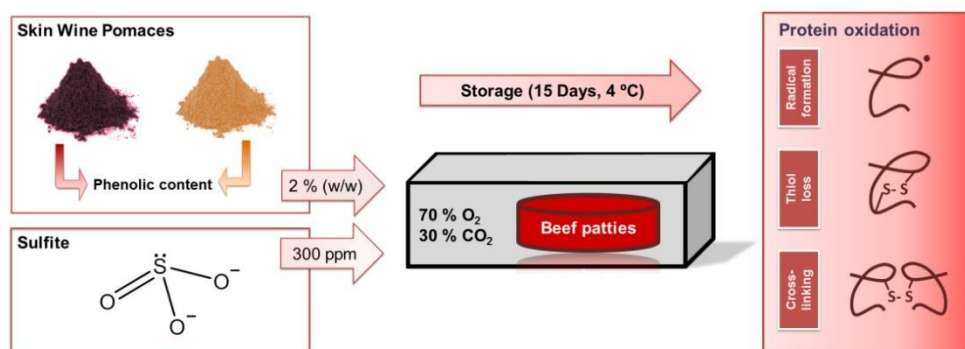 Skin Wine Pomaces
Phenolic content
2 % (w/w)
Sulfite
S
O
O⁻
O⁻
300 ppm
Storage (15 Days, 4 ºC)
70 % O₂
30 % CO₂
Beef patties
Protein oxidation
Radical
formation
Thiol
loss
S- S
Cross-
linking
S- S